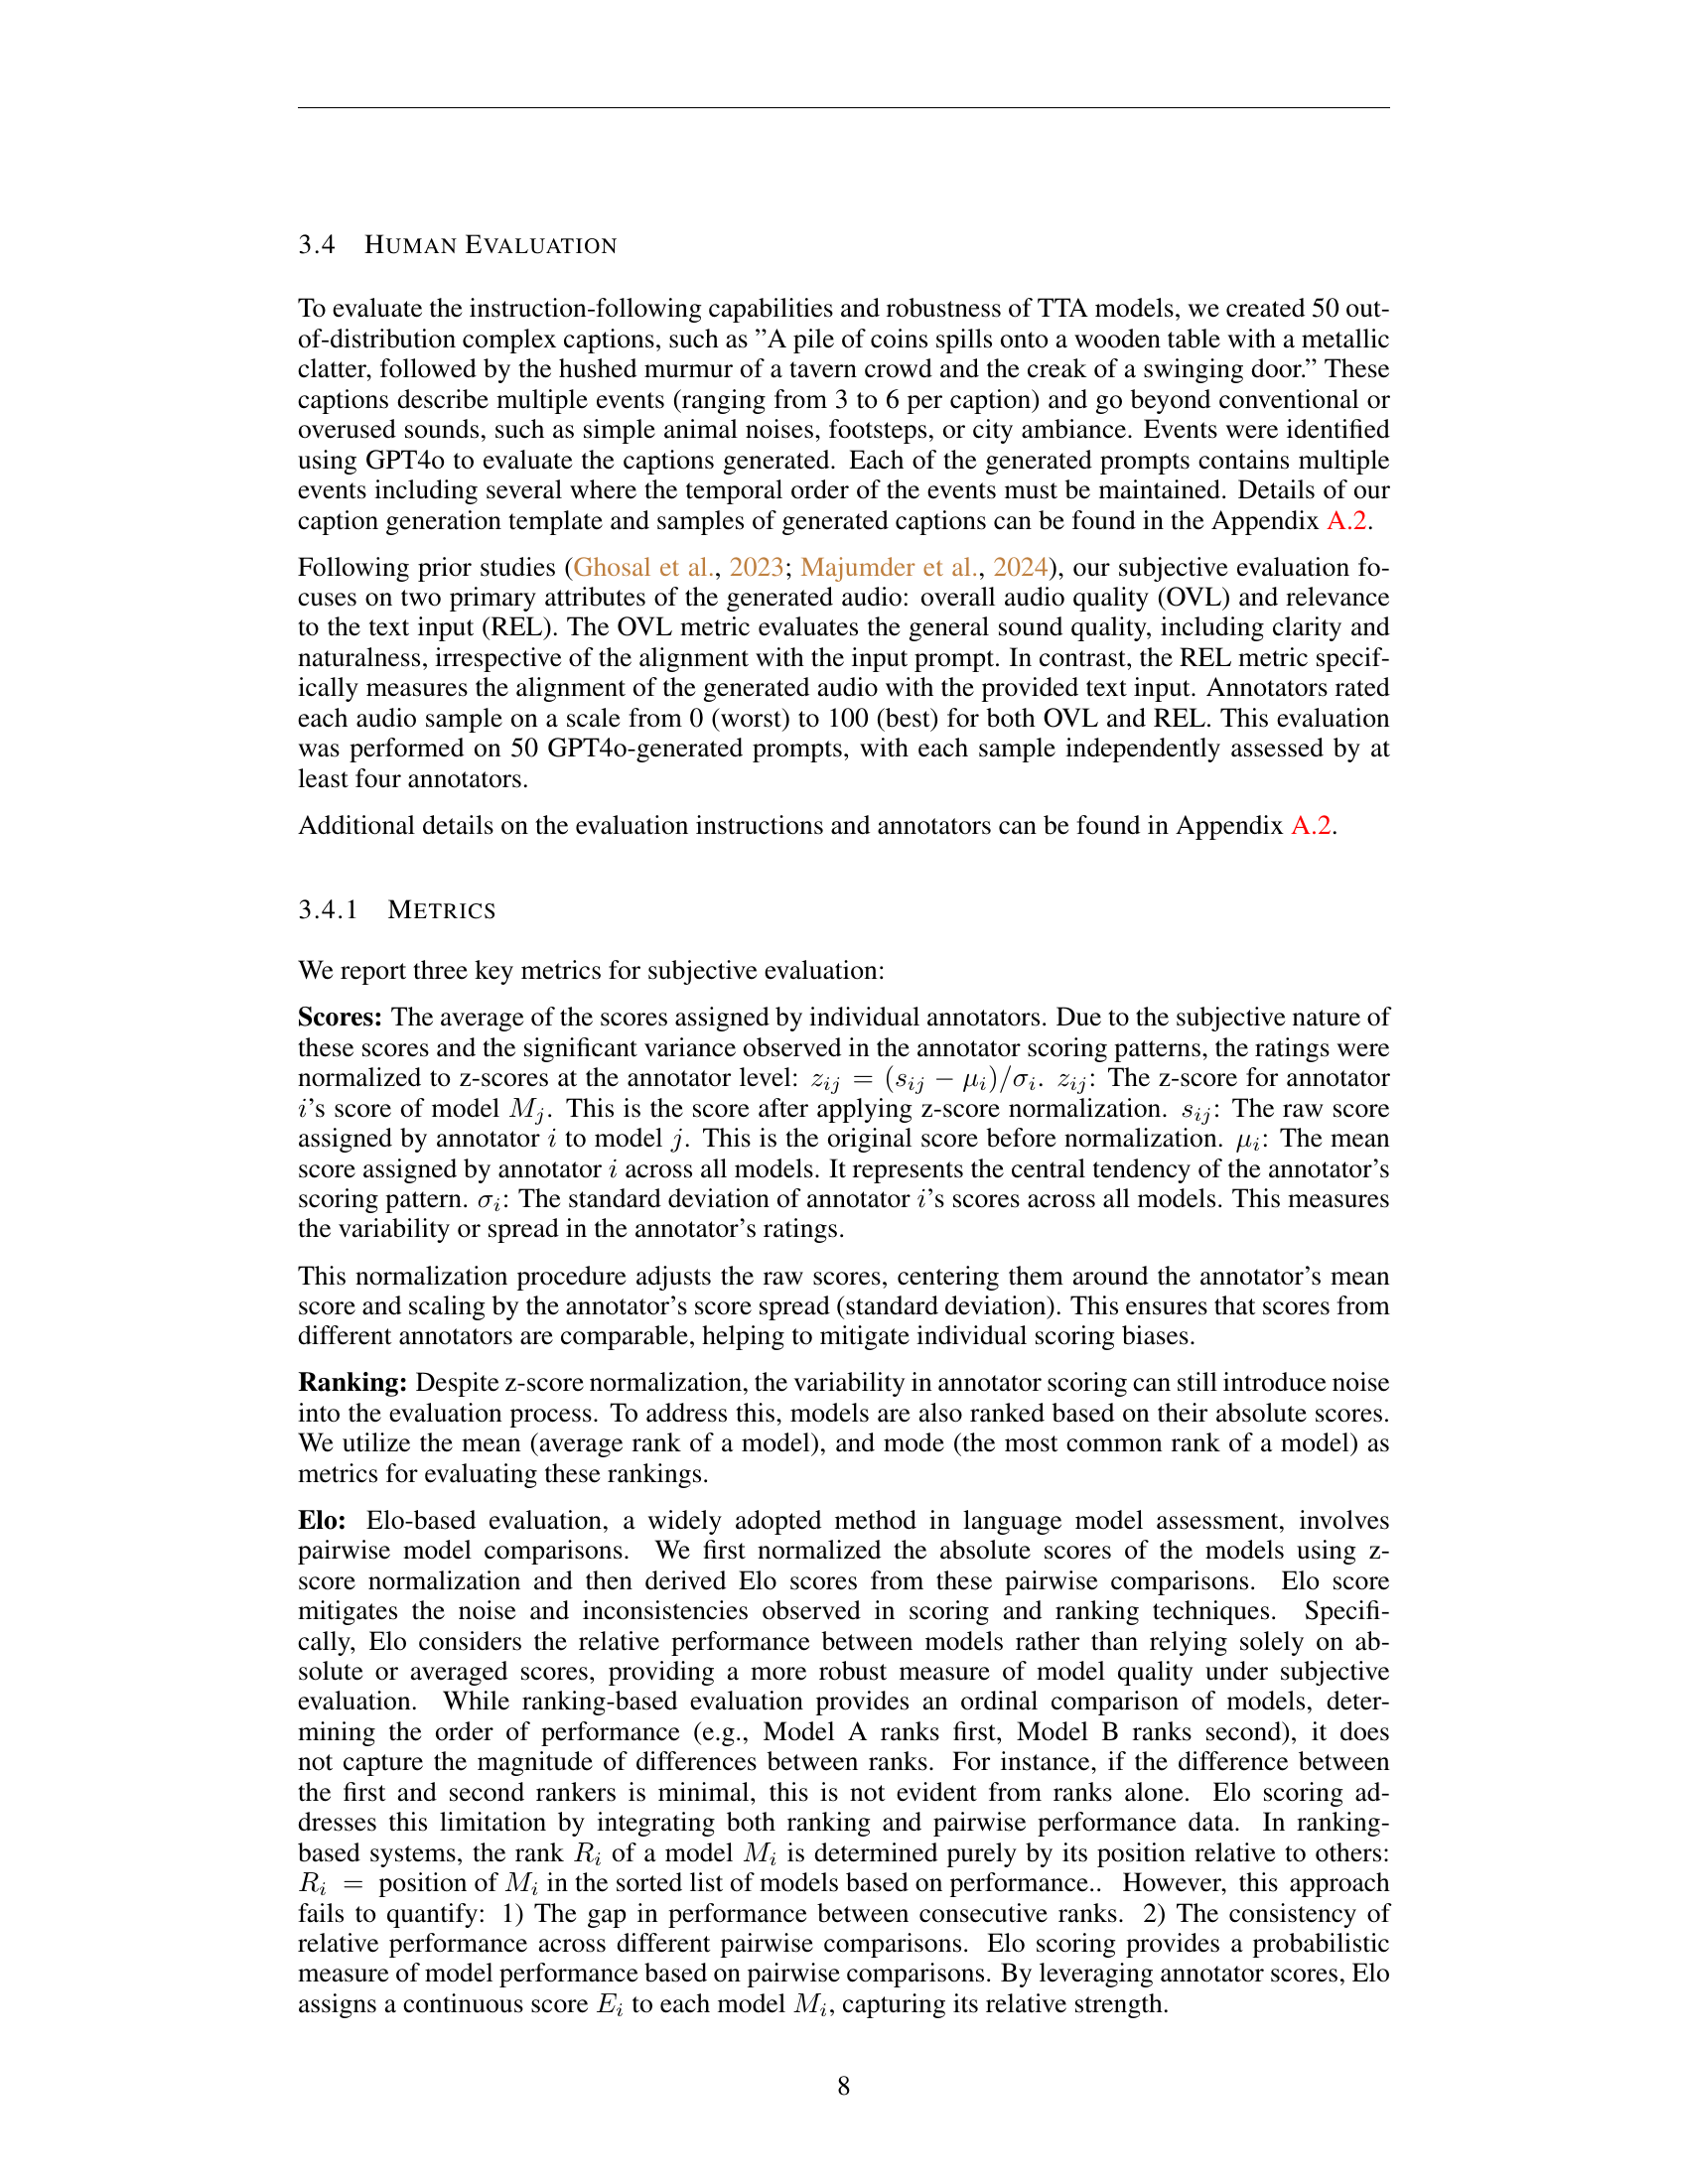 3.4 HUMAN EVALUATION
To evaluate the instruction-following capabilities and robustness of TTA models, we created 50 out-
of-distribution complex captions, such as ”A pile of coins spills onto a wooden table with a metallic
clatter, followed by the hushed murmur of a tavern crowd and the creak of a swinging door.” These
captions describe multiple events (ranging from 3 to 6 per caption) and go beyond conventional or
overused sounds, such as simple animal noises, footsteps, or city ambiance. Events were identified
using GPT4o to evaluate the captions generated. Each of the generated prompts contains multiple
events including several where the temporal order of the events must be maintained. Details of our
caption generation template and samples of generated captions can be found in the Appendix A.2.
Following prior studies (Ghosal et al., 2023; Majumder et al., 2024), our subjective evaluation fo-
cuses on two primary attributes of the generated audio: overall audio quality (OVL) and relevance
to the text input (REL). The OVL metric evaluates the general sound quality, including clarity and
naturalness, irrespective of the alignment with the input prompt. In contrast, the REL metric specif-
ically measures the alignment of the generated audio with the provided text input. Annotators rated
each audio sample on a scale from 0 (worst) to 100 (best) for both OVL and REL. This evaluation
was performed on 50 GPT4o-generated prompts, with each sample independently assessed by at
least four annotators.
Additional details on the evaluation instructions and annotators can be found in Appendix A.2.
3.4.1 METRICS
We report three key metrics for subjective evaluation:
Scores: The average of the scores assigned by individual annotators. Due to the subjective nature of
these scores and the significant variance observed in the annotator scoring patterns, the ratings were
normalized to z-scores at the annotator level: z_{ij} = (s_{ij} − μ_i)/σ_i. z_{ij}: The z-score for annotator
i’s score of model M_j. This is the score after applying z-score normalization. s_{ij}: The raw score
assigned by annotator i to model j. This is the original score before normalization. μ_i: The mean
score assigned by annotator i across all models. It represents the central tendency of the annotator’s
scoring pattern. σ_i: The standard deviation of annotator i’s scores across all models. This measures
the variability or spread in the annotator’s ratings.
This normalization procedure adjusts the raw scores, centering them around the annotator’s mean
score and scaling by the annotator’s score spread (standard deviation). This ensures that scores from
different annotators are comparable, helping to mitigate individual scoring biases.
Ranking: Despite z-score normalization, the variability in annotator scoring can still introduce noise
into the evaluation process. To address this, models are also ranked based on their absolute scores.
We utilize the mean (average rank of a model), and mode (the most common rank of a model) as
metrics for evaluating these rankings.
Elo: Elo-based evaluation, a widely adopted method in language model assessment, involves
pairwise model comparisons. We first normalized the absolute scores of the models using z-
score normalization and then derived Elo scores from these pairwise comparisons. Elo score
mitigates the noise and inconsistencies observed in scoring and ranking techniques. Specifi-
cally, Elo considers the relative performance between models rather than relying solely on ab-
solute or averaged scores, providing a more robust measure of model quality under subjective
evaluation. While ranking-based evaluation provides an ordinal comparison of models, deter-
mining the order of performance (e.g., Model A ranks first, Model B ranks second), it does
not capture the magnitude of differences between ranks. For instance, if the difference between
the first and second rankers is minimal, this is not evident from ranks alone. Elo scoring ad-
dresses this limitation by integrating both ranking and pairwise performance data. In ranking-
based systems, the rank R_i of a model M_i is determined purely by its position relative to others:
R_i = position of M_i in the sorted list of models based on performance.. However, this approach
fails to quantify: 1) The gap in performance between consecutive ranks. 2) The consistency of
relative performance across different pairwise comparisons. Elo scoring provides a probabilistic
measure of model performance based on pairwise comparisons. By leveraging annotator scores, Elo
assigns a continuous score E_i to each model M_i, capturing its relative strength.
8